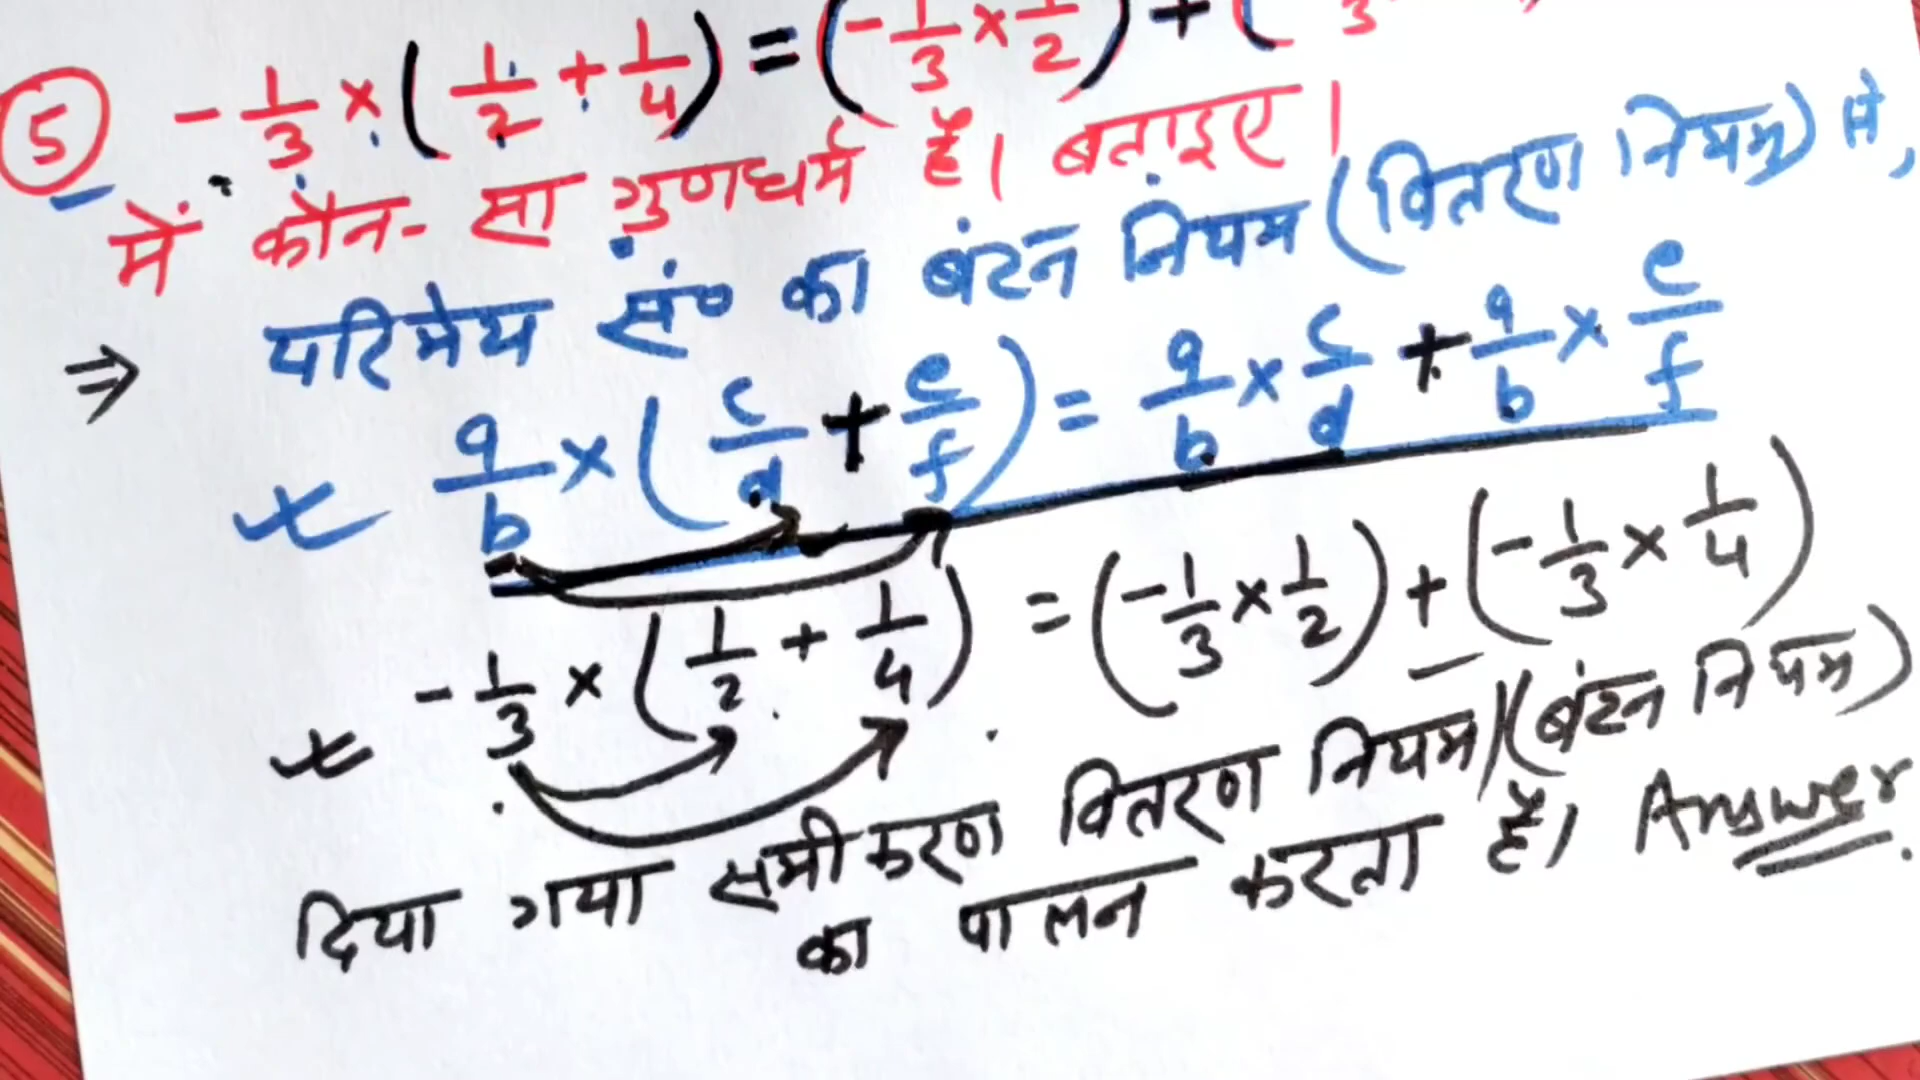 5 -1/3 × (1/2 + 1/4) = (-1/3 × 1/2) + ( 3
में कौन-सा गुणधर्म है। बताइए।
⇒ परिमेय सं० का बंटन नियम (वितरण नियम) से,
a/b × (c/d + e/f) = a/b × c/d + a/b × e/f
-1/3 × (1/2 + 1/4) = (-1/3 × 1/2) + (-1/3 × 1/4)
दिया गया समीकरण वितरण नियम/(बंटन नियम)
का पालन करता है। Answer.